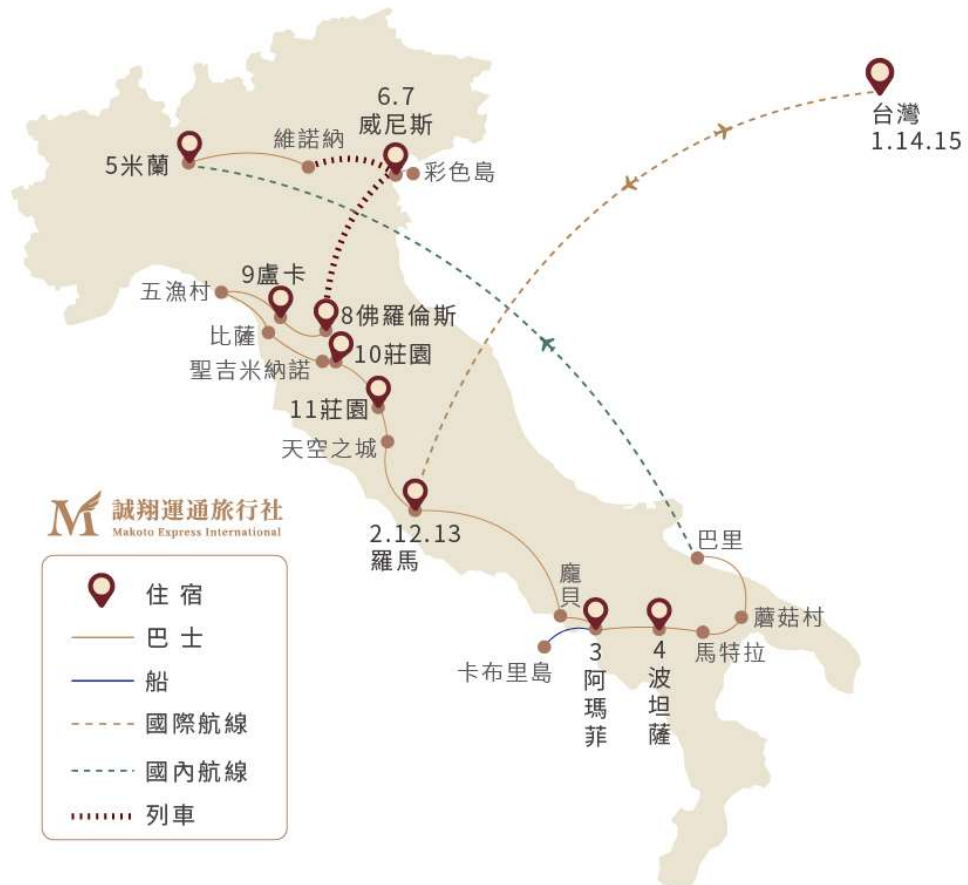 6.7
威尼斯
維諾納
5米蘭
彩色島
台灣
1.14.15
9盧卡
五漁村
8佛羅倫斯
比薩
10莊園
聖吉米納諾
11莊園
天空之城
M 誠翔運通旅行社
Makoto Express International
2.12.13
羅馬
巴里
龐貝
蘑菇村
馬特拉
卡布里島
3
阿瑪菲
4
波坦薩
住宿
巴士
船
國際航線
國內航線
列車